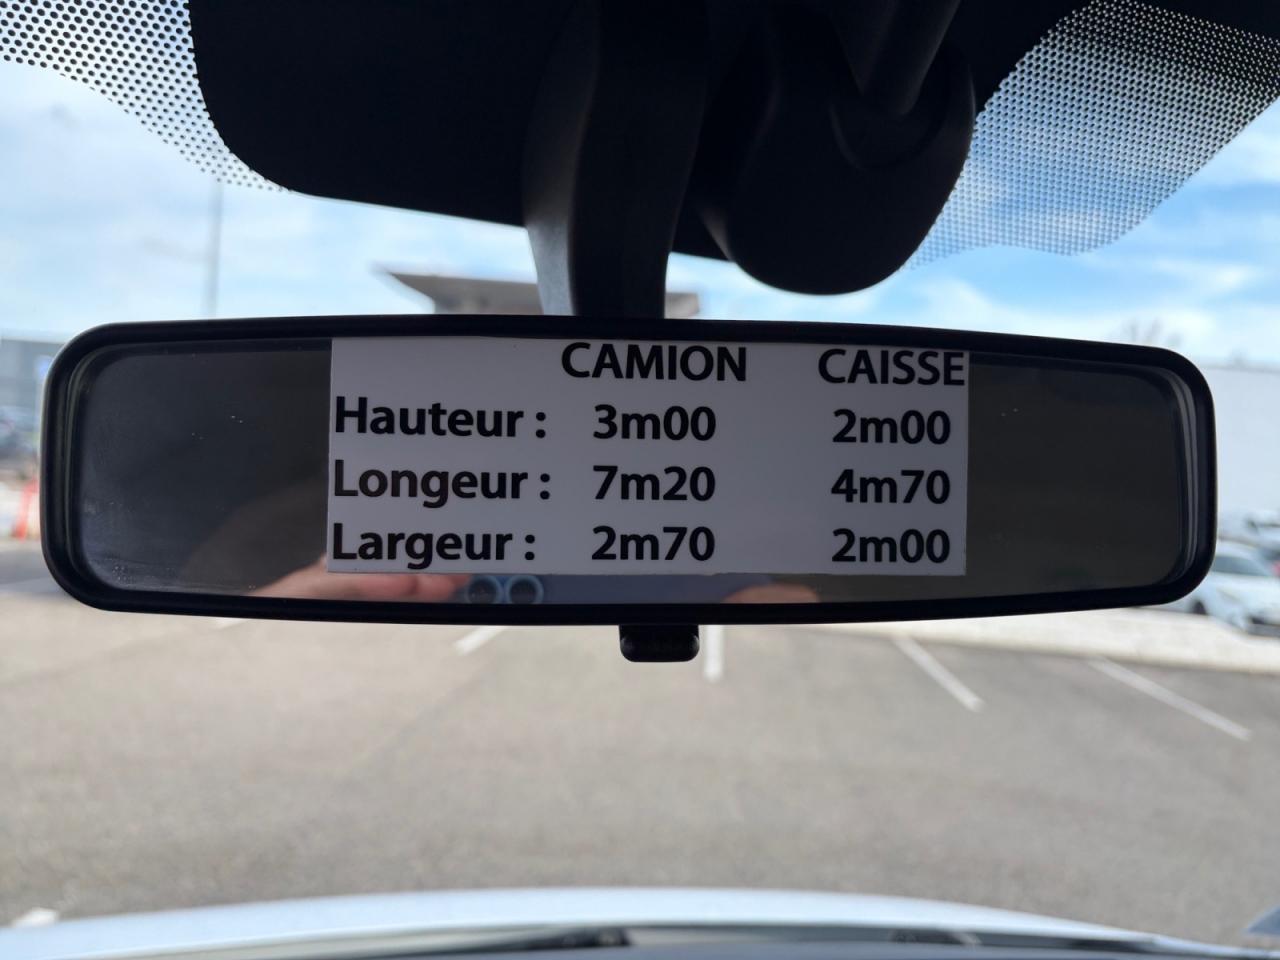 CAMION CAISSE
Hauteur : 3m00 2m00
Longeur : 7m20 4m70
Largeur : 2m70 2m00